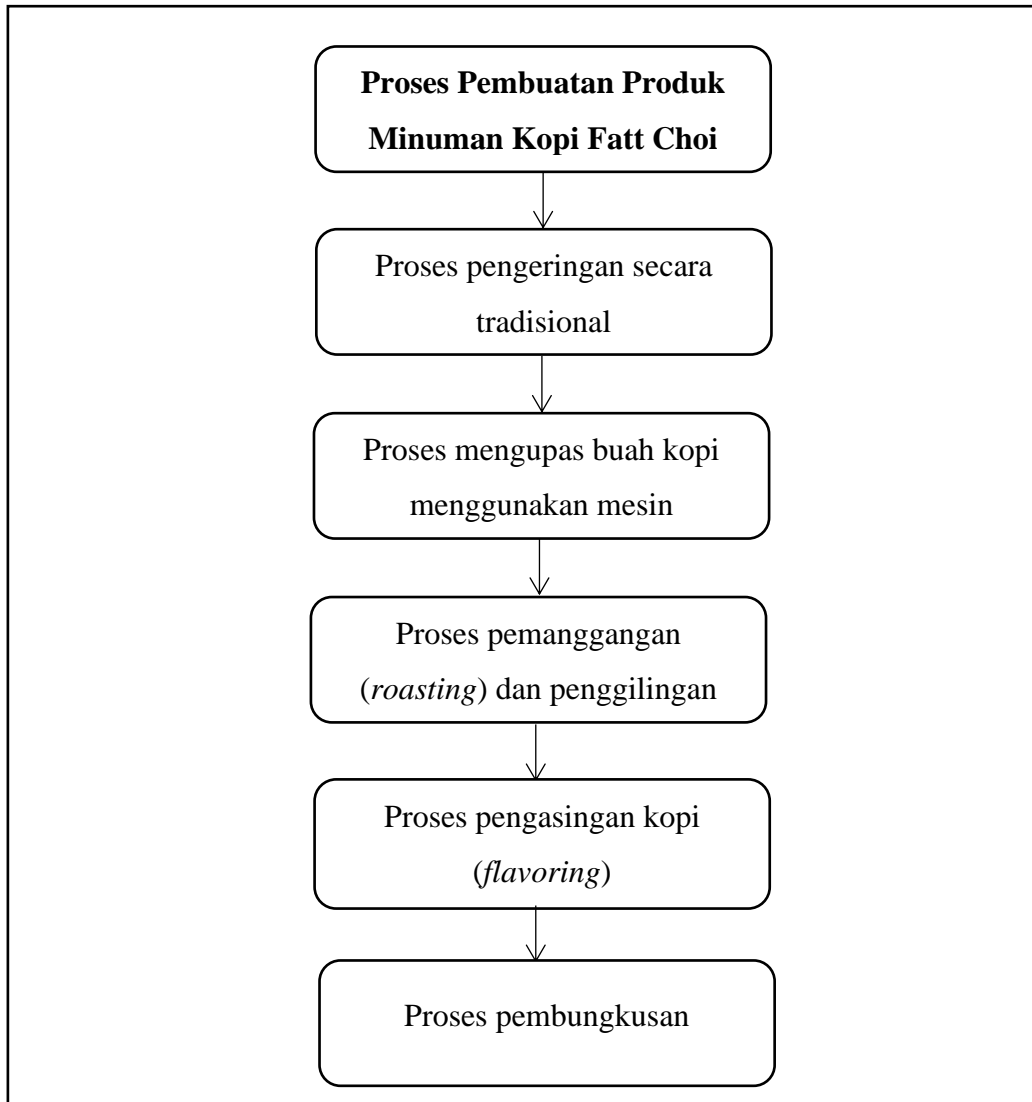 Proses Pembuatan Produk
Minuman Kopi Fatt Choi
Proses pengeringan secara
tradisional
Proses mengupas buah kopi
menggunakan mesin
Proses pemanggangan
(roasting) dan penggilingan
Proses pengasingan kopi
(flavoring)
Proses pembungkusan